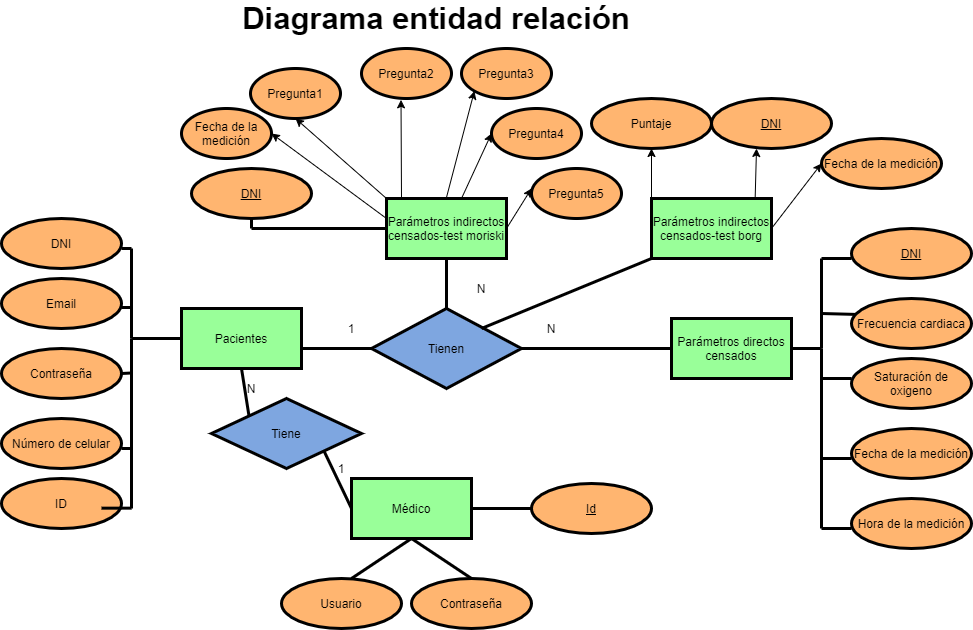 Diagrama entidad relación
Pregunta2
Pregunta3
Pregunta1
Fecha de la
medición
Pregunta4
Puntaje
DNI
Fecha de la medición
DNI
Pregunta5
Parámetros indirectos
censados-test moriski
Parámetros indirectos
censados-test borg
DNI
Email
Contraseña
Número de celular
ID
Pacientes
1
N
Tienen
N
Parámetros directos
censados
DNI
Frecuencia cardiaca
Saturación de
oxigeno
Fecha de la medición
Hora de la medición
N
Tiene
1
Médico
Id
Usuario
Contraseña